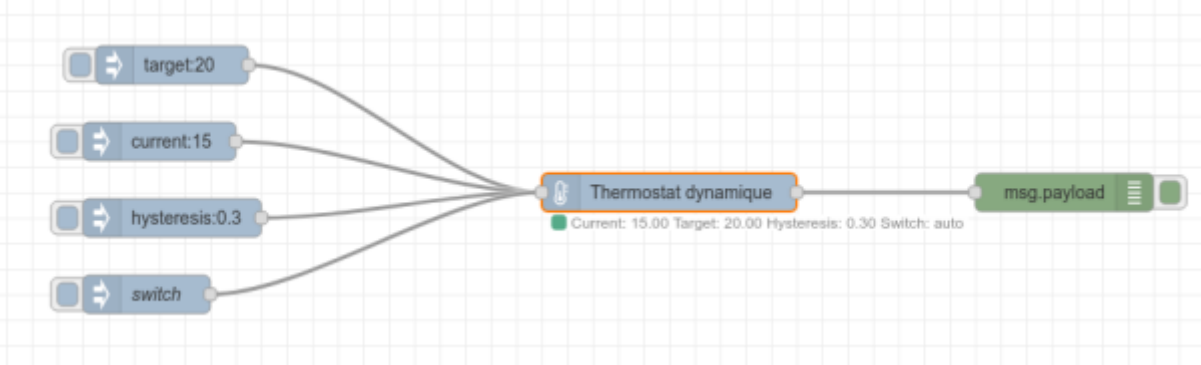 target:20
current:15
hysteresis:0.3
switch
Thermostat dynamique
Current: 15.00 Target: 20.00 Hysteresis: 0.30 Switch: auto
msg.payload